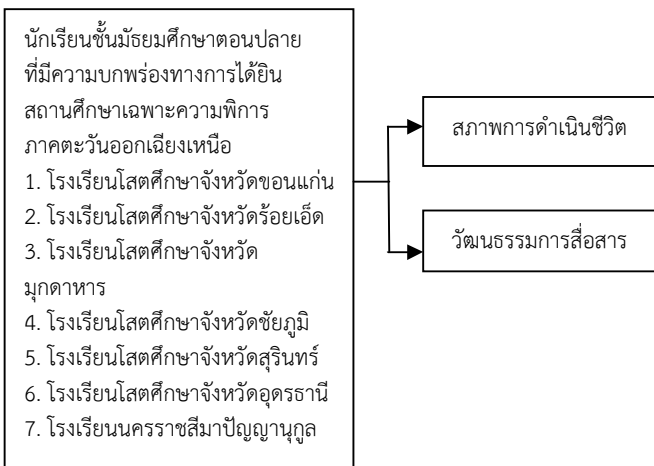 นักเรียนชั้นมัธยมศึกษาตอนปลาย
ที่มีความบกพร่องทางการได้ยิน
สถานศึกษาเฉพาะความพิการ
ภาคตะวันออกเฉียงเหนือ
1. โรงเรียนโสตศึกษาจังหวัดขอนแก่น
2. โรงเรียนโสตศึกษาจังหวัดร้อยเอ็ด
3. โรงเรียนโสตศึกษาจังหวัด
มุกดาหาร
4. โรงเรียนโสตศึกษาจังหวัดชัยภูมิ
5. โรงเรียนโสตศึกษาจังหวัดสุรินทร์
6. โรงเรียนโสตศึกษาจังหวัดอุดรธานี
7. โรงเรียนนครราชสีมาปัญญานุกูล
สภาพการดำเนินชีวิต
วัฒนธรรมการสื่อสาร